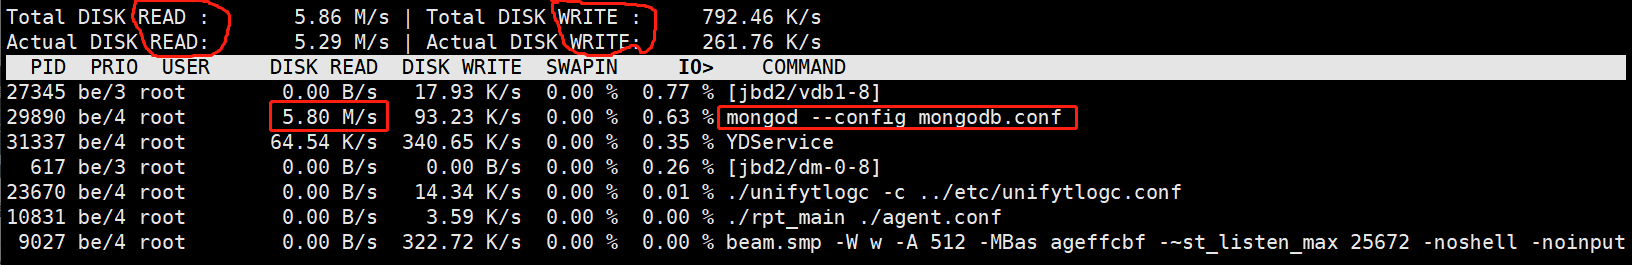 Total DISK READ :       5.86 M/s | Total DISK WRITE :     792.46 K/s
Actual DISK READ:       5.29 M/s | Actual DISK WRITE:     261.76 K/s
  PID  PRIO  USER     DISK READ  DISK WRITE  SWAPIN     IO>    COMMAND
27345 be/3 root        0.00 B/s   17.93 K/s  0.00 %  0.77 % [jbd2/vdb1-8]
29890 be/4 root        5.80 M/s   93.23 K/s  0.00 %  0.63 % mongod --config mongodb.conf
31337 be/4 root       64.54 K/s  340.65 K/s  0.00 %  0.35 % YDService
  617 be/3 root        0.00 B/s    0.00 B/s  0.00 %  0.26 % [jbd2/dm-0-8]
23670 be/4 root        0.00 B/s   14.34 K/s  0.00 %  0.01 % ./unifytlogc -c ../etc/unifytlogc.conf
10831 be/4 root        0.00 B/s    3.59 K/s  0.00 %  0.00 % ./rpt_main ./agent.conf
 9027 be/4 root        0.00 B/s  322.72 K/s  0.00 %  0.00 % beam.smp -W w -A 512 -MBas ageffcbf -~st_listen_max 25672 -noshell -noinput